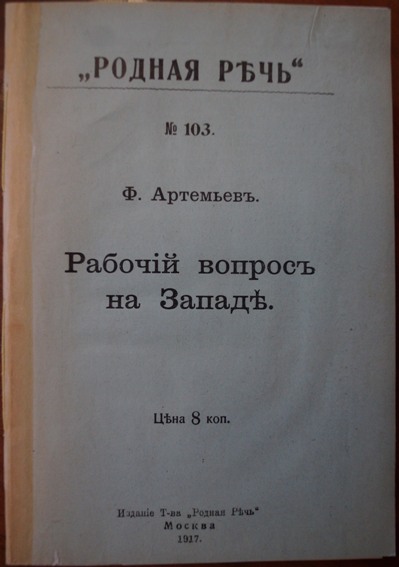 „РОДНАЯ РѢЧЬ“
№ 103.
Ф. Артемьевъ.
Рабочій вопросъ
на Западѣ.
Цѣна 8 коп.
Изданіе Т-ва „Родная Рѣчь“
Москва
1917.